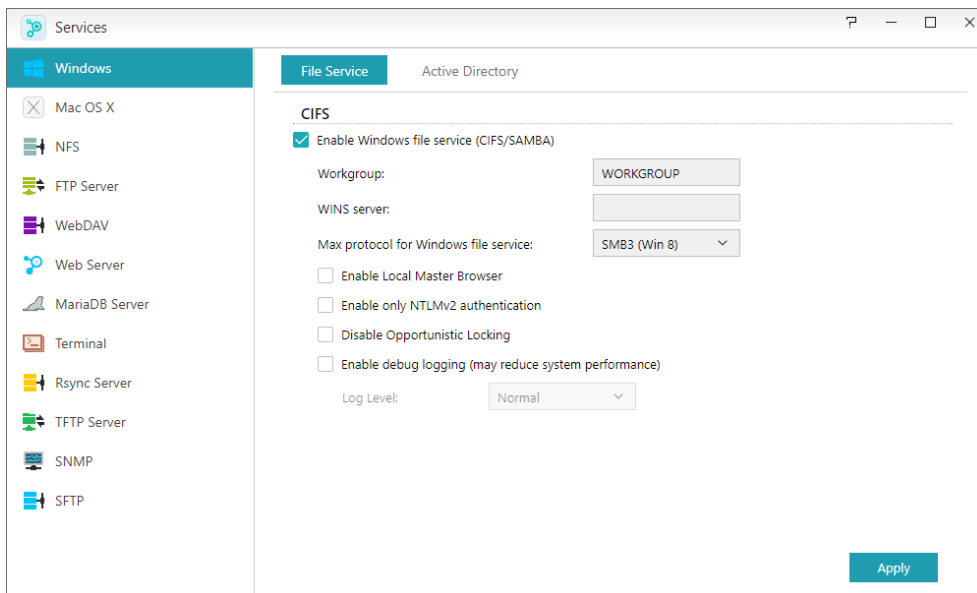 Services
Windows
Mac OS X
NFS
FTP Server
WebDAV
Web Server
MariaDB Server
Terminal
Rsync Server
TFTP Server
SNMP
SFTP
File Service Active Directory
CIFS
Enable Windows file service (CIFS/SAMBA)
Workgroup: WORKGROUP
WINS server:
Max protocol for Windows file service: SMB3 (Win 8)
Enable Local Master Browser
Enable only NTLMv2 authentication
Disable Opportunistic Locking
Enable debug logging (may reduce system performance)
Log Level: Normal
Apply